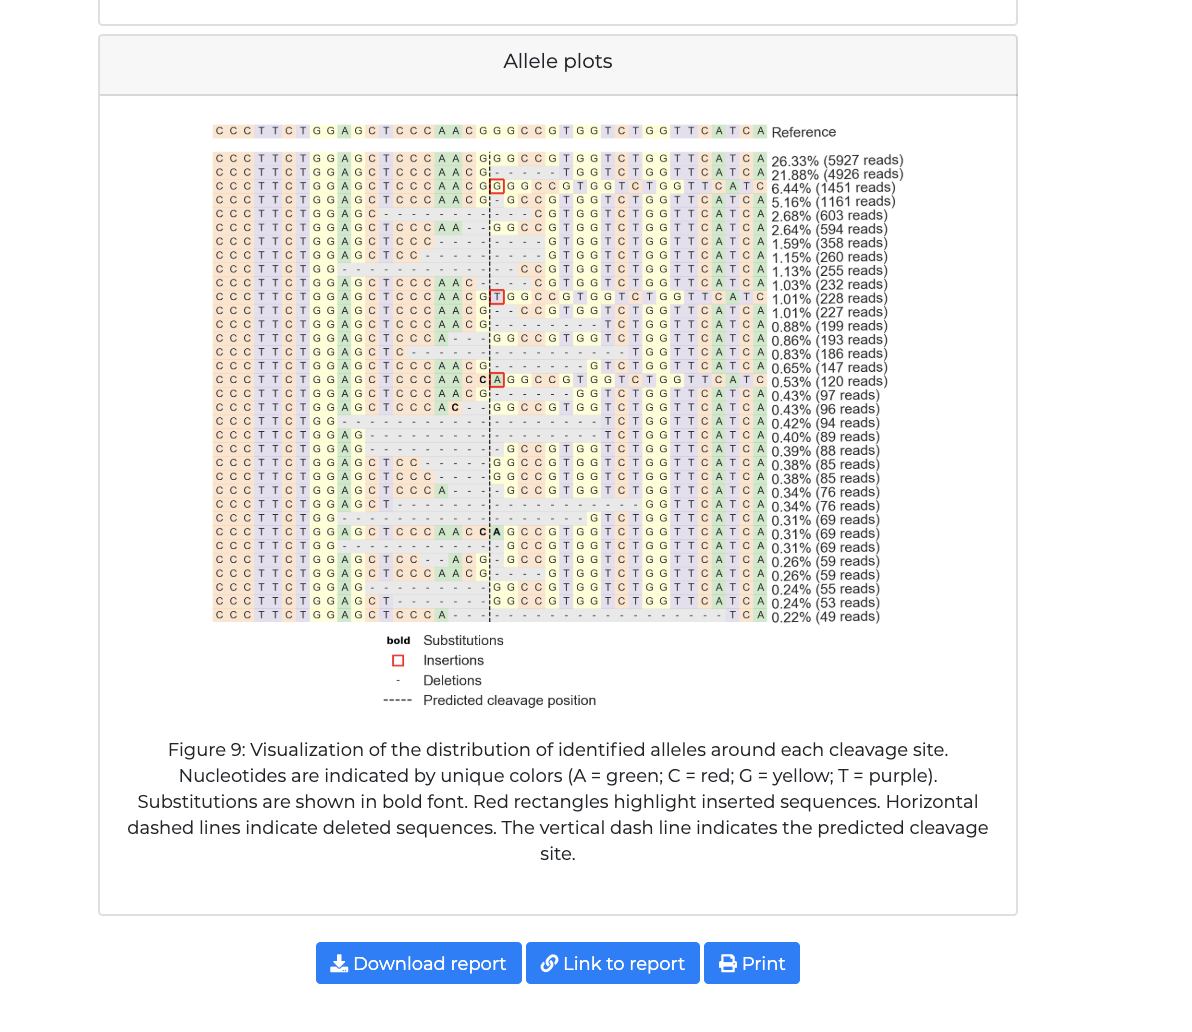 Allele plots
C C C T T C T G G A G C T C C C A A C G G G C C G T G G T C T G G T T C A T C A Reference
C C C T T C T G G A G C T C C C A A C G G G C C G T G G T C T G G T T C A T C A 26.33% (5927 reads)
C C C T T C T G G A G C T C C C A A C G - - - - - T G G T C T G G T T C A T C A 21.88% (4926 reads)
C C C T T C T G G A G C T C C C A A C G G G G C C G T G G T C T G G T T C A T C 6.44% (1451 reads)
C C C T T C T G G A G C T C C C A A C G - G C C G T G G T C T G G T T C A T C A 5.16% (1161 reads)
C C C T T C T G G A G C - - - - - - - - - - - C G T G G T C T G G T T C A T C A 2.68% (603 reads)
C C C T T C T G G A G C T C C C A A - - G G C C G T G G T C T G G T T C A T C A 2.64% (594 reads)
C C C T T C T G G A G C T C C C - - - - - - - - G T G G T C T G G T T C A T C A 1.59% (358 reads)
C C C T T C T G G A G C T C C - - - - - - - - - G T G G T C T G G T T C A T C A 1.15% (260 reads)
C C C T T C T G G - - - - - - - - - - - - - C C G T G G T C T G G T T C A T C A 1.13% (255 reads)
C C C T T C T G G A G C T C C C A A C - - - - C G T G G T C T G G T T C A T C A 1.03% (232 reads)
C C C T T C T G G A G C T C C C A A C G T G G C C G T G G T C T G G T T C A T C 1.01% (228 reads)
C C C T T C T G G A G C T C C C A A C G - - C C G T G G T C T G G T T C A T C A 1.01% (227 reads)
C C C T T C T G G A G C T C C C A A C G - - - - - - - - T C T G G T T C A T C A 0.88% (199 reads)
C C C T T C T G G A G C T C C C A - - - G G C C G T G G T C T G G T T C A T C A 0.86% (193 reads)
C C C T T C T G G A G C T C - - - - - - - - - - - - - - - - T G G T T C A T C A 0.83% (186 reads)
C C C T T C T G G A G C T C C C A A C G - - - - - - - G T C T G G T T C A T C A 0.65% (147 reads)
C C C T T C T G G A G C T C C C A A C C A G G C C G T G G T C T G G T T C A T C 0.53% (120 reads)
C C C T T C T G G A G C T C C C A A C G - - - - - - G G T C T G G T T C A T C A 0.43% (97 reads)
C C C T T C T G G A G C T C C C A C - - G G C C G T G G T C T G G T T C A T C A 0.43% (96 reads)
C C C T T C T G G - - - - - - - - - - - - - - - - - - - T C T G G T T C A T C A 0.42% (94 reads)
C C C T T C T G G A G - - - - - - - - - - - - - - - - - T C T G G T T C A T C A 0.40% (89 reads)
C C C T T C T G G A G - - - - - - - - - - G C C G T G G T C T G G T T C A T C A 0.39% (88 reads)
C C C T T C T G G A G C T C C - - - - - G G C C G T G G T C T G G T T C A T C A 0.38% (85 reads)
C C C T T C T G G A G C T C C C - - - - G G C C G T G G T C T G G T T C A T C A 0.38% (85 reads)
C C C T T C T G G A G C T C C C A - - - - G C C G T G G T C T G G T T C A T C A 0.34% (76 reads)
C C C T T C T G G A G C T - - - - - - - - - - - - - - - - - - G G T T C A T C A 0.34% (76 reads)
C C C T T C T G G - - - - - - - - - - - - - - - - - - G T C T G G T T C A T C A 0.31% (69 reads)
C C C T T C T G G A G C T C C C A A C C A G C C G T G G T C T G G T T C A T C A 0.31% (69 reads)
C C C T T C T G G - - - - - - - - - - - - G C C G T G G T C T G G T T C A T C A 0.31% (69 reads)
C C C T T C T G G A G C T C C - - A C G - G C C G T G G T C T G G T T C A T C A 0.26% (59 reads)
C C C T T C T G G A G C T C C C A A C G - - - - G T G G T C T G G T T C A T C A 0.26% (59 reads)
C C C T T C T G G A G - - - - - - - - - G G C C G T G G T C T G G T T C A T C A 0.24% (55 reads)
C C C T T C T G G A G C T - - - - - - - G G C C G T G G T C T G G T T C A T C A 0.24% (53 reads)
C C C T T C T G G A G C T C C C A - - - - - - - - - - - - - - - - - - - - T C A 0.22% (49 reads)
bold Substitutions
Insertions
- Deletions
----- Predicted cleavage position
Figure 9: Visualization of the distribution of identified alleles around each cleavage site.
Nucleotides are indicated by unique colors (A = green; C = red; G = yellow; T = purple).
Substitutions are shown in bold font. Red rectangles highlight inserted sequences. Horizontal
dashed lines indicate deleted sequences. The vertical dash line indicates the predicted cleavage
site.
Download report
Link to report
Print